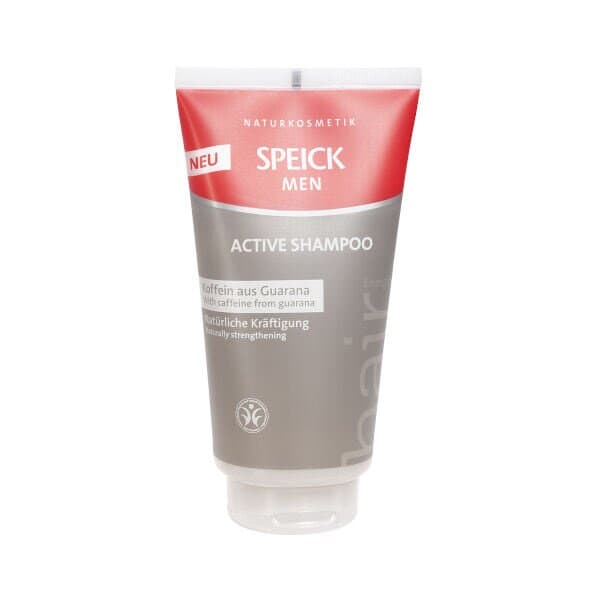 NATURKOSMETIK
NEU
SPEICK
MEN
ACTIVE SHAMPOO
Koffein aus Guarana
With caffeine from guarana
Natürliche Kräftigung
Naturally strengthening
hair